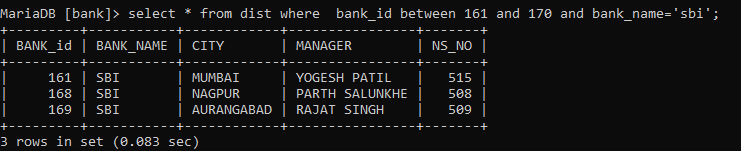 MariaDB [bank]> select * from dist where  bank_id between 161 and 170 and bank_name='sbi';
+---------+-----------+------------+----------------+-------+
| BANK_id | BANK_NAME | CITY       | MANAGER        | NS_NO |
+---------+-----------+------------+----------------+-------+
|     161 | SBI       | MUMBAI     | YOGESH PATIL   |   515 |
|     168 | SBI       | NAGPUR     | PARTH SALUNKHE |   508 |
|     169 | SBI       | AURANGABAD | RAJAT SINGH    |   509 |
+---------+-----------+------------+----------------+-------+
3 rows in set (0.083 sec)